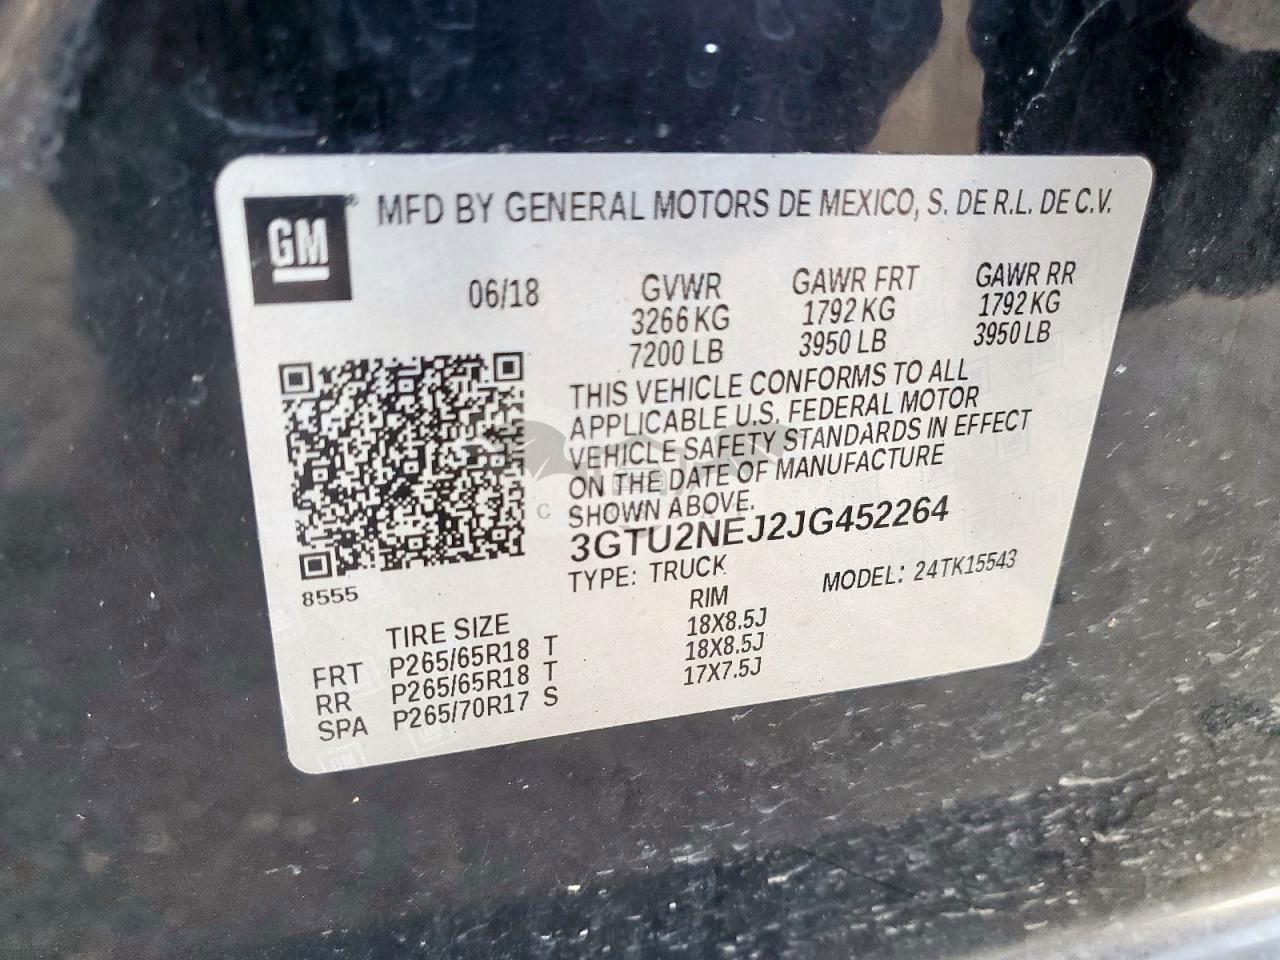 GM ® MFD BY GENERAL MOTORS DE MEXICO, S. DE R.L. DE C.V.
06/18 GVWR GAWR FRT GAWR RR
3266 KG 1792 KG 1792 KG
7200 LB 3950 LB 3950 LB
THIS VEHICLE CONFORMS TO ALL
APPLICABLE U.S. FEDERAL MOTOR
VEHICLE SAFETY STANDARDS IN EFFECT
ON THE DATE OF MANUFACTURE
SHOWN ABOVE.
3GTU2NEJ2JG452264
TYPE: TRUCK MODEL: 24TK15543
8555
TIRE SIZE RIM
FRT P265/65R18 T 18X8.5J
RR P265/65R18 T 18X8.5J
SPA P265/70R17 S 17X7.5J
GM